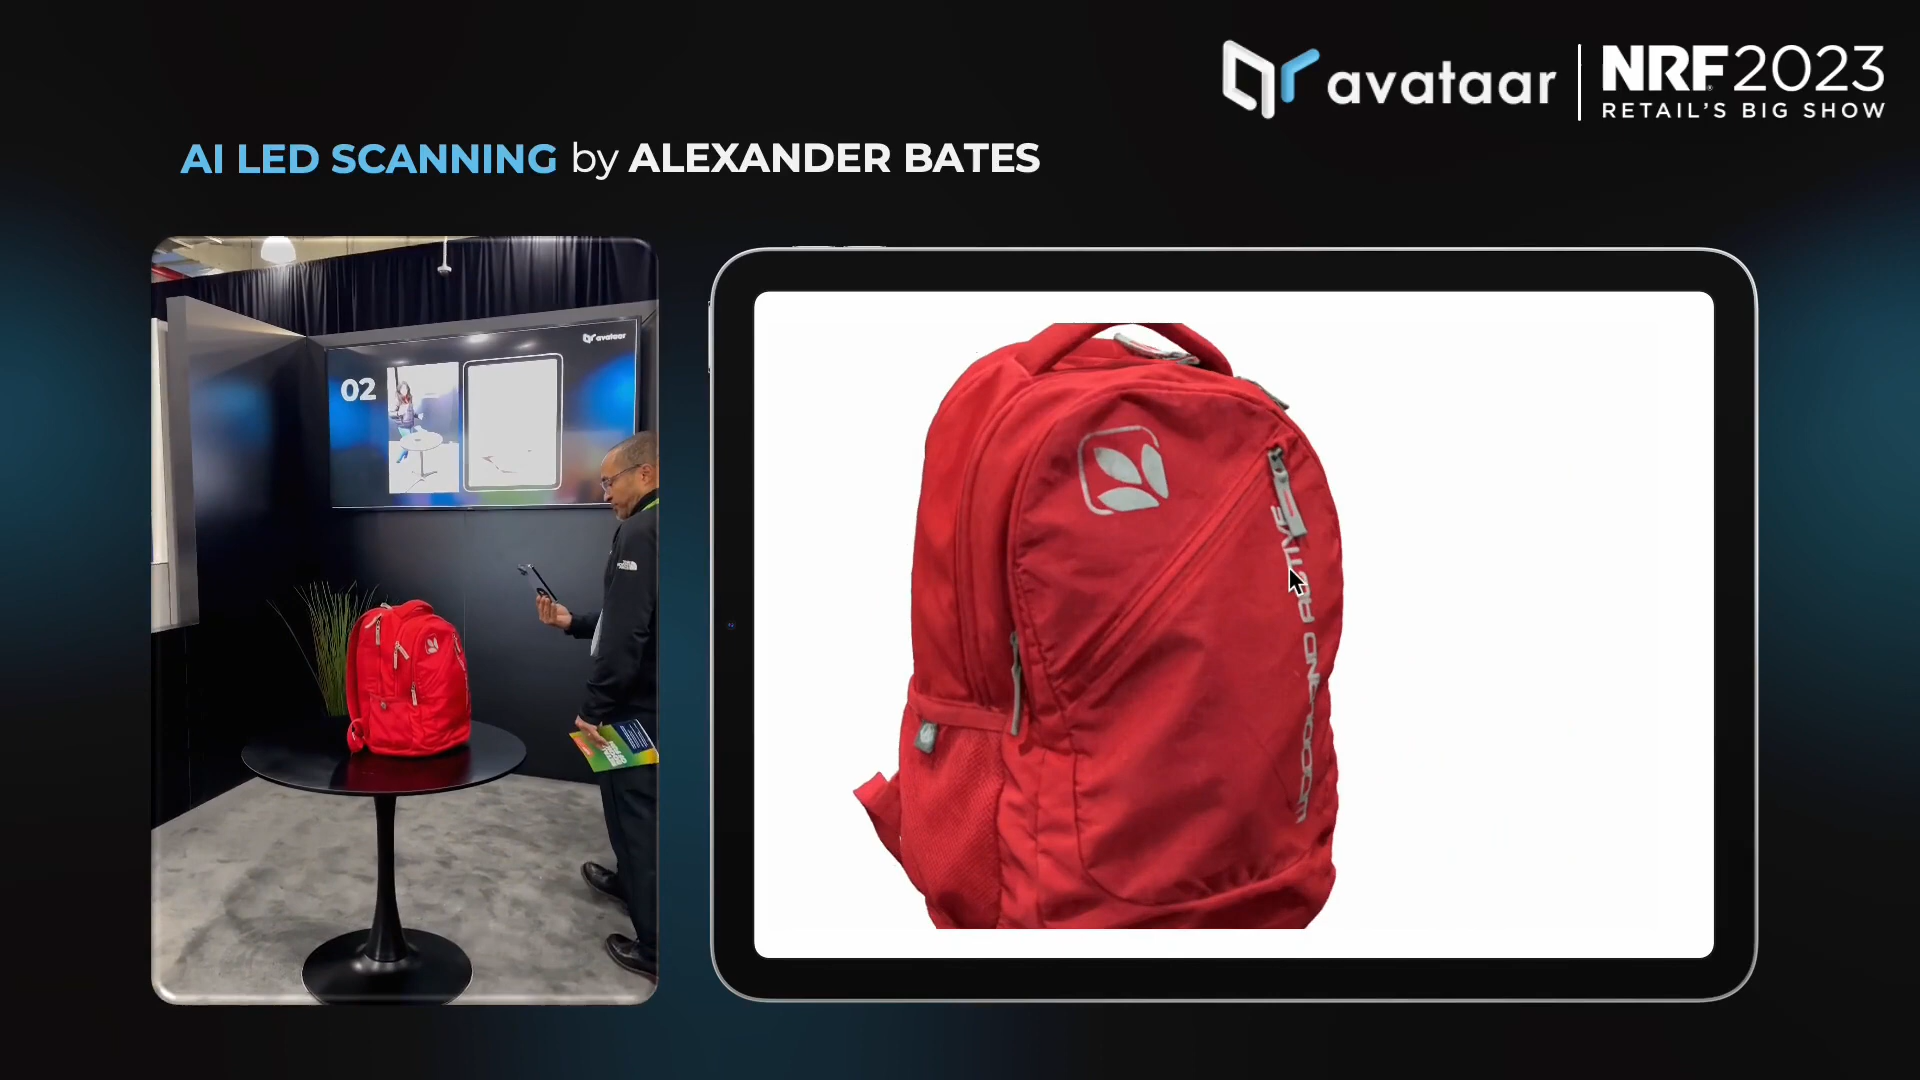 avataar
NRF 2023
RETAIL'S BIG SHOW
AI LED SCANNING by ALEXANDER BATES
avataar
02
WOODLAND ACTIVE